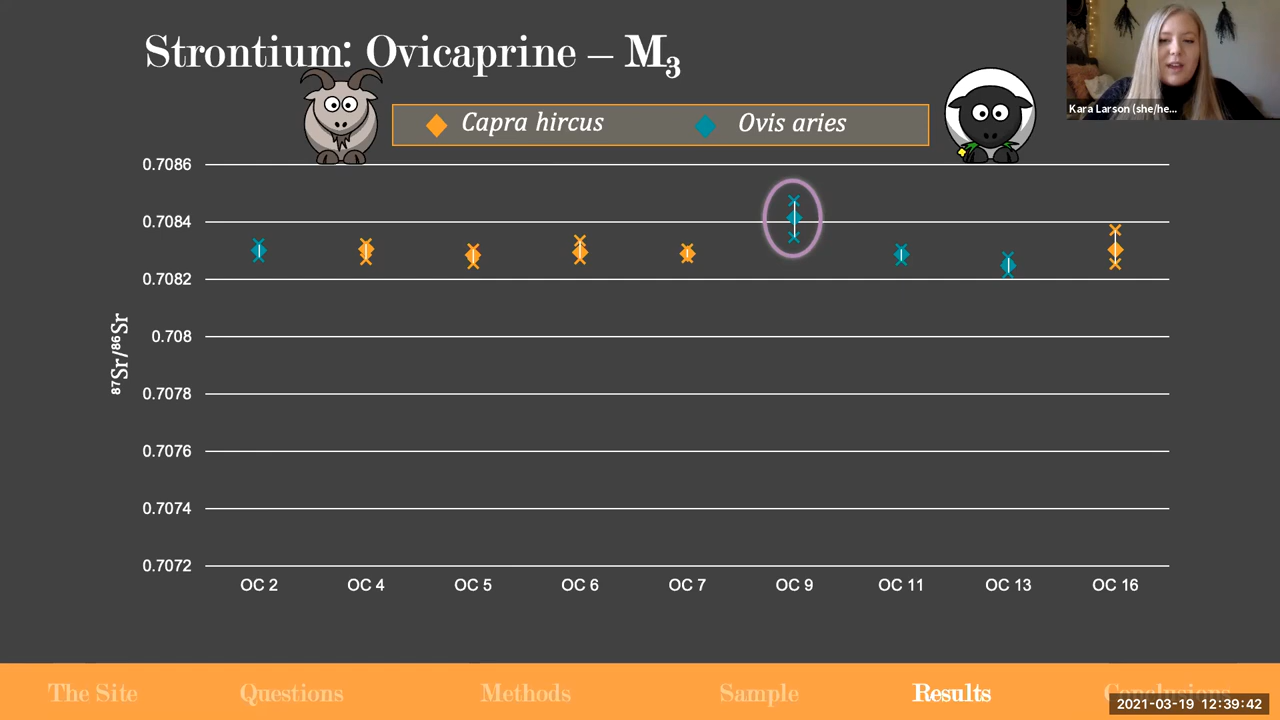 Strontium: Ovicaprine – M₃
Kara Larson (she/he...
Capra hircus Ovis aries
0.7086
0.7084
0.7082
0.708
0.7078
0.7076
0.7074
0.7072
⁸⁷Sr/⁸⁶Sr
OC 2 OC 4 OC 5 OC 6 OC 7 OC 9 OC 11 OC 13 OC 16
The Site Questions Methods Sample Results Conclusions
2021-03-19 12:39:42